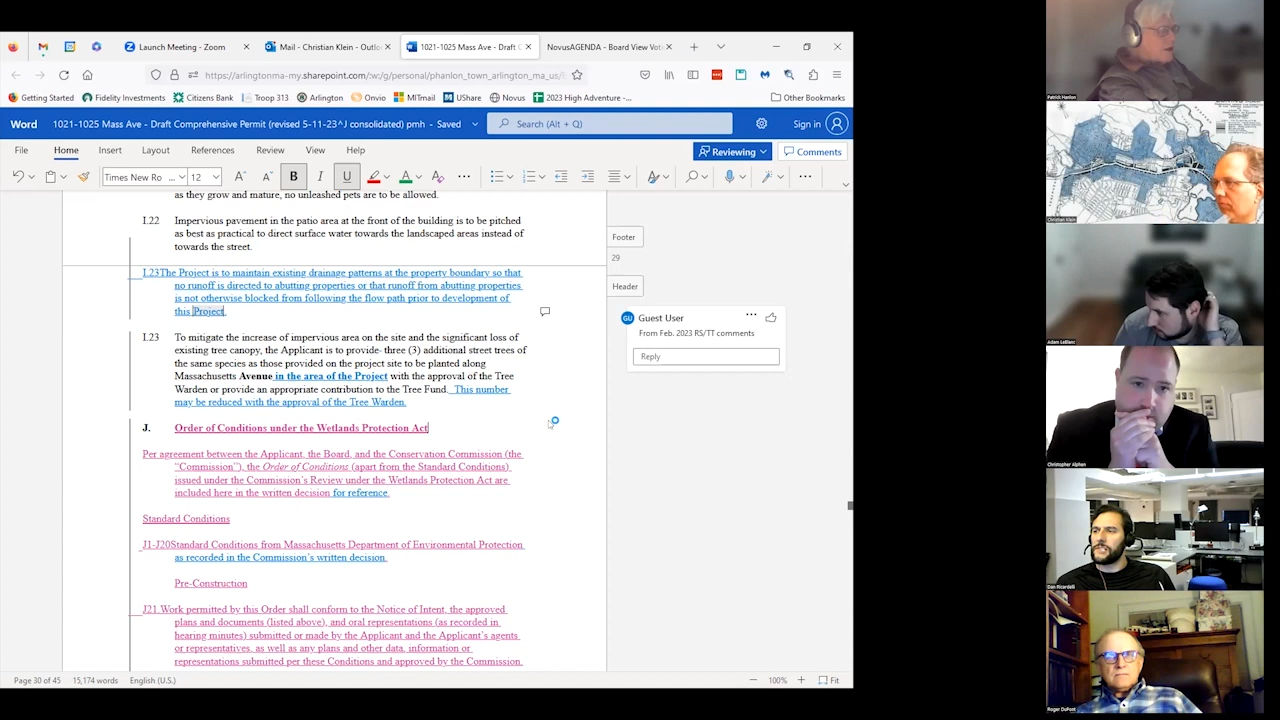 Launch Meeting - Zoom
Mail - Christian Klein - Outlo
1021-1025 Mass Ave - Draft C
NovusAGENDA - Board View Vot
https://arlingtonma-my.sharepoint.com/:w:/g/personal/phanlon_town_arlington_ma_us/
Getting Started
Fidelity Investments
Citizens Bank
Troop 313
Arlington
Onvio
MITmail
UShare
Novus
2023 High Adventure -...
Other Bookmarks
Word 1021-1025 Mass Ave - Draft Comprehensive Permit (revised 5-11-23^J consolidated) pmh - Saved
Search (Alt + Q)
Sign in
File Home Insert Layout References Review View Help
Reviewing
Comments
Times New Ro ... 12
B I U A A
as they grow and mature, no unleashed pets are to be allowed.
I.22 Impervious pavement in the patio area at the front of the building is to be pitched
as best as practical to direct surface water towards the landscaped areas instead of
towards the street.
Footer
29
Header
I.23The Project is to maintain existing drainage patterns at the property boundary so that
no runoff is directed to abutting properties or that runoff from abutting properties
is not otherwise blocked from following the flow path prior to development of
this Project.
GU Guest User
From Feb. 2023 RS/TT comments
Reply
I.23 To mitigate the increase of impervious area on the site and the significant loss of
existing tree canopy, the Applicant is to provide- three (3) additional street trees of
the same species as those provided on the project site to be planted along
Massachusetts Avenue in the area of the Project with the approval of the Tree
Warden or provide an appropriate contribution to the Tree Fund. This number
may be reduced with the approval of the Tree Warden.
J. Order of Conditions under the Wetlands Protection Act
Per agreement between the Applicant, the Board, and the Conservation Commission (the
“Commission”), the Order of Conditions (apart from the Standard Conditions)
issued under the Commission’s Review under the Wetlands Protection Act are
included here in the written decision for reference.
Standard Conditions
J1-J20Standard Conditions from Massachusetts Department of Environmental Protection
as recorded in the Commission’s written decision.
Pre-Construction
J21.Work permitted by this Order shall conform to the Notice of Intent, the approved
plans and documents (listed above), and oral representations (as recorded in
hearing minutes) submitted or made by the Applicant and the Applicant’s agents
or representatives, as well as any plans and other data, information or
representations submitted per these Conditions and approved by the Commission.
Page 30 of 45 15,174 words English (U.S.)
100% Fit
Patrick Hanlon
Christian Klein
Adam LeBlanc
Christopher Alphen
Dan Ricardelli
Roger DuPont